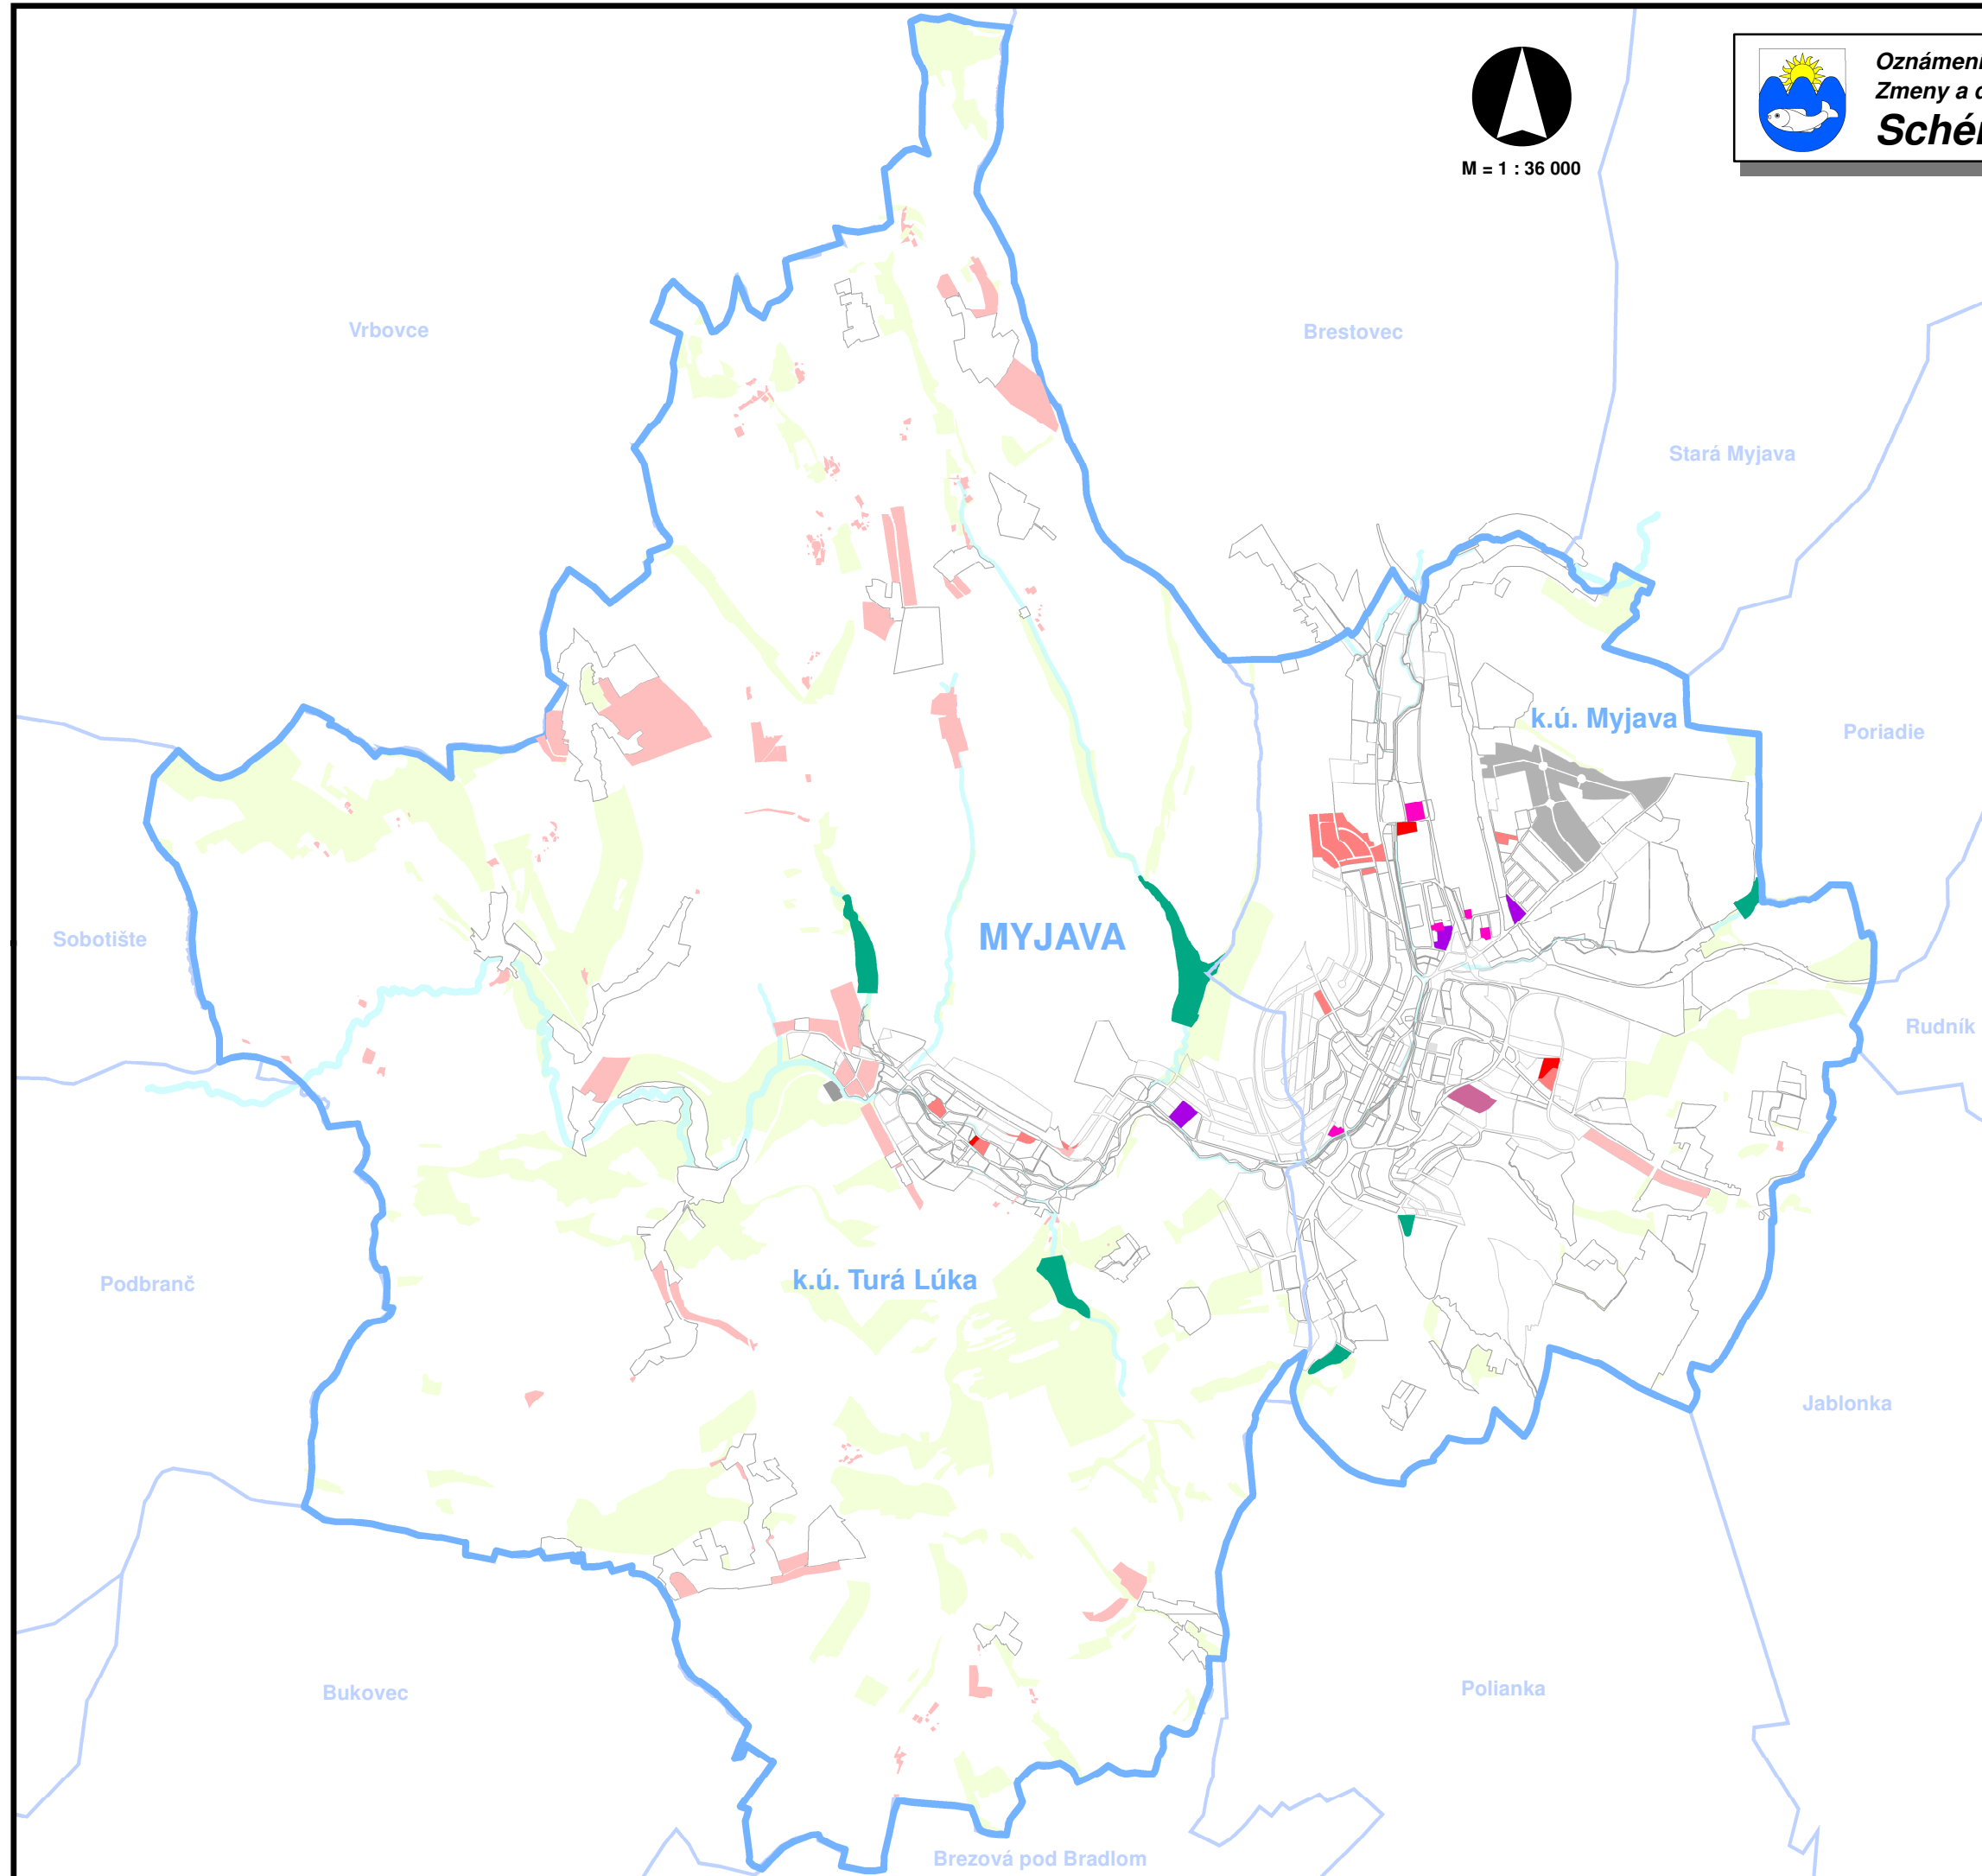 Oznámeni
Zmeny a d
Schér
M = 1 : 36 000
Vrbovce
Brestovec
Stará Myjava
k.ú. Myjava
Poriadie
MYJAVA
Sobotište
Rudník
k.ú. Turá Lúka
Podbranč
Jablonka
Polianka
Bukovec
Brezová pod Bradlom